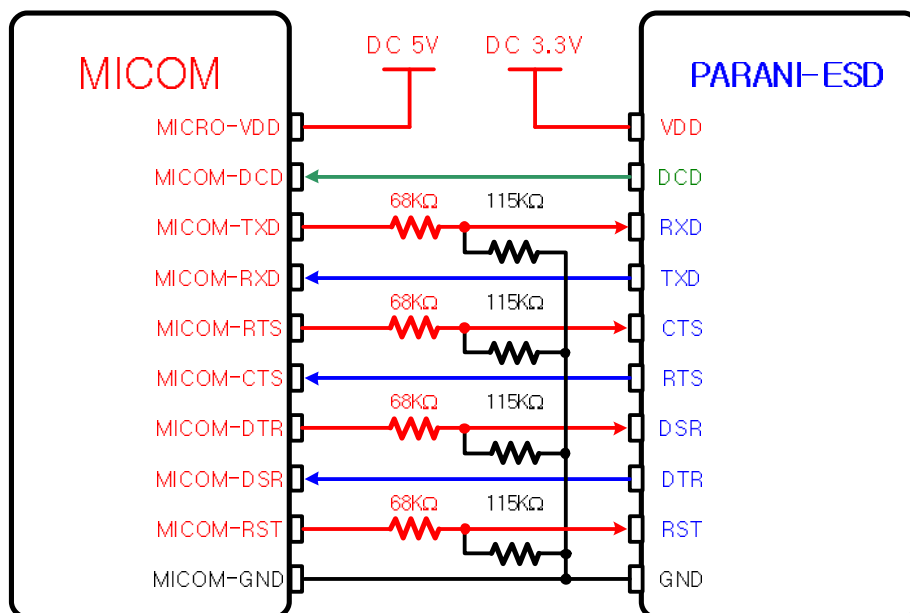 DC 5V DC 3.3V
MICOM PARANI-ESD
MICRO-VDD VDD
MICOM-DCD DCD
68KΩ 115KΩ
MICOM-TXD RXD
MICOM-RXD TXD
68KΩ 115KΩ
MICOM-RTS CTS
MICOM-CTS RTS
68KΩ 115KΩ
MICOM-DTR DSR
MICOM-DSR DTR
68KΩ 115KΩ
MICOM-RST RST
MICOM-GND GND